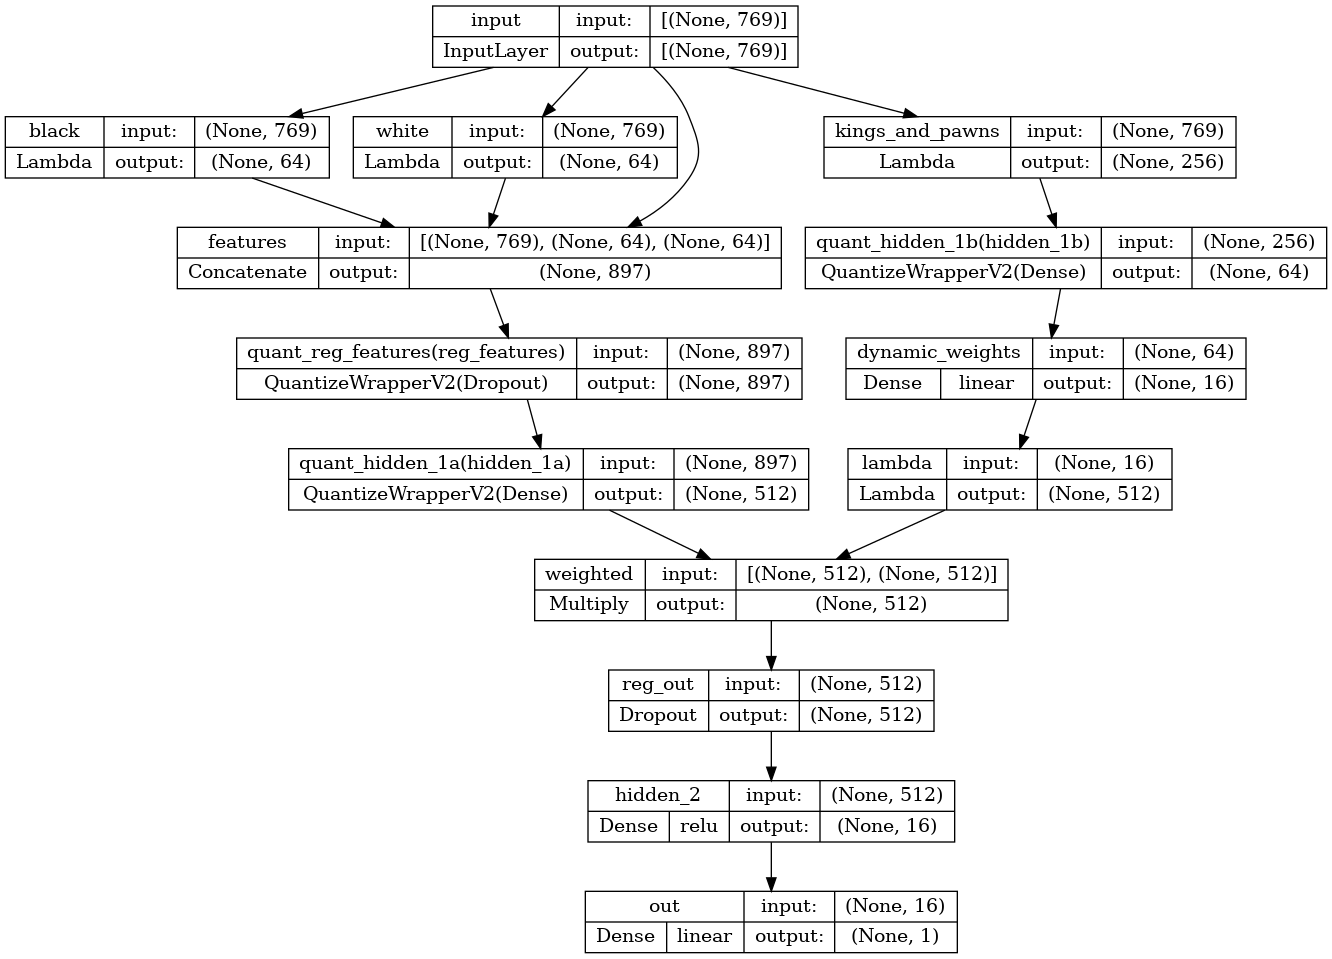 input input: [(None, 769)]
InputLayer output: [(None, 769)]
black input: (None, 769)
Lambda output: (None, 64)
white input: (None, 769)
Lambda output: (None, 64)
kings_and_pawns input: (None, 769)
Lambda output: (None, 256)
features input: [(None, 769), (None, 64), (None, 64)]
Concatenate output: (None, 897)
quant_hidden_1b(hidden_1b) input: (None, 256)
QuantizeWrapperV2(Dense) output: (None, 64)
quant_reg_features(reg_features) input: (None, 897)
QuantizeWrapperV2(Dropout) output: (None, 897)
dynamic_weights input: (None, 64)
Dense linear output: (None, 16)
quant_hidden_1a(hidden_1a) input: (None, 897)
QuantizeWrapperV2(Dense) output: (None, 512)
lambda input: (None, 16)
Lambda output: (None, 512)
weighted input: [(None, 512), (None, 512)]
Multiply output: (None, 512)
reg_out input: (None, 512)
Dropout output: (None, 512)
hidden_2 input: (None, 512)
Dense relu output: (None, 16)
out input: (None, 16)
Dense linear output: (None, 1)